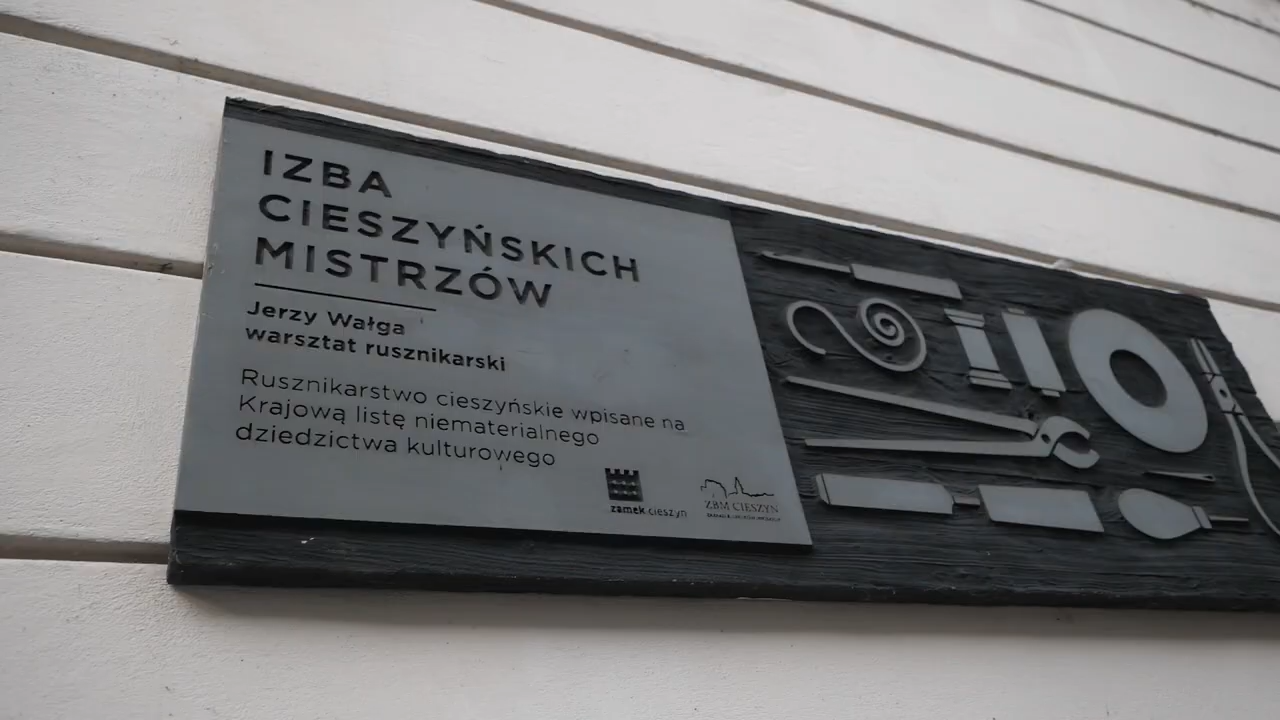 IZBA
CIESZYŃSKICH
MISTRZÓW
Jerzy Wałga
warsztat rusznikarski
Rusznikarstwo cieszyńskie wpisane na
Krajową listę niematerialnego
dziedzictwa kulturowego
zamek cieszyn
ZBM CIESZYN